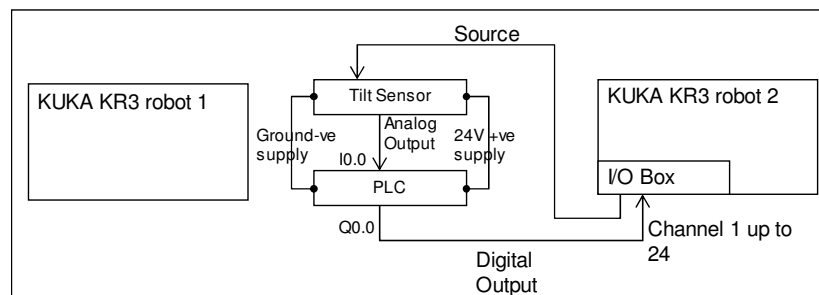 Source
KUKA KR3 robot 1
Tilt Sensor
KUKA KR3 robot 2
Ground-ve
supply
Analog
Output
24V +ve
supply
I0.0
PLC
I/O Box
Q0.0
Channel 1 up to
24
Digital
Output